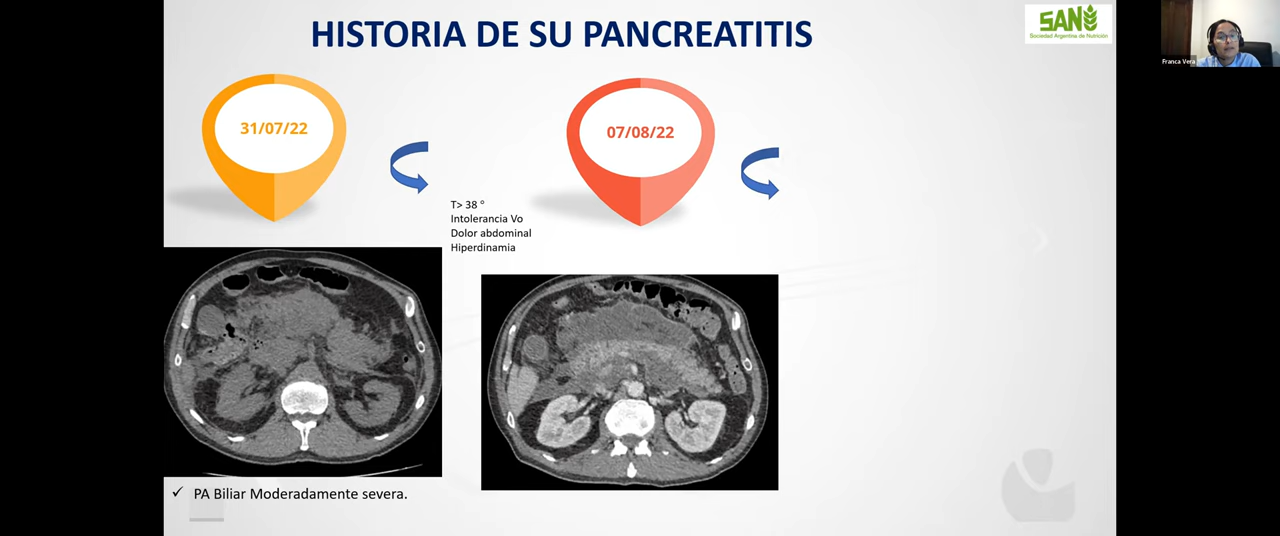 HISTORIA DE SU PANCREATITIS
SAN
Sociedad Argentina de Nutrición
Franca Vera
31/07/22
07/08/22
T> 38 °
Intolerancia Vo
Dolor abdominal
Hiperdinamia
✓ PA Biliar Moderadamente severa.